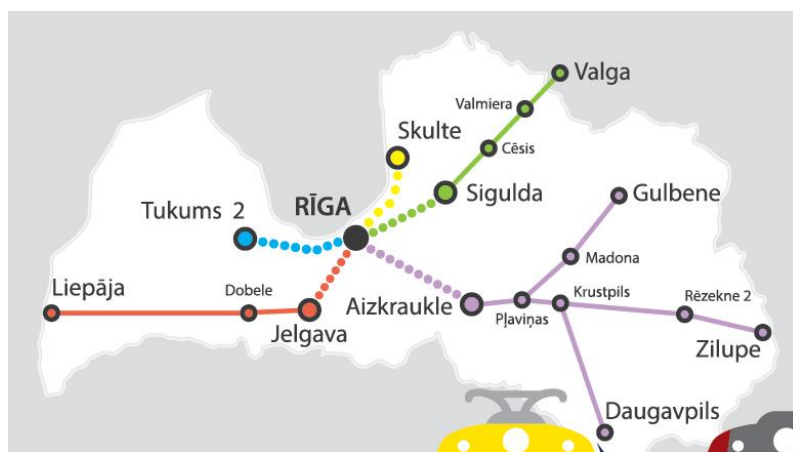 Valga
Valmiera
Skulte
Cēsis
Sigulda
Gulbene
Tukums 2
RĪGA
Madona
Liepāja
Dobele
Aizkraukle
Krustpils
Rēzekne 2
Pļaviņas
Jelgava
Zilupe
Daugavpils